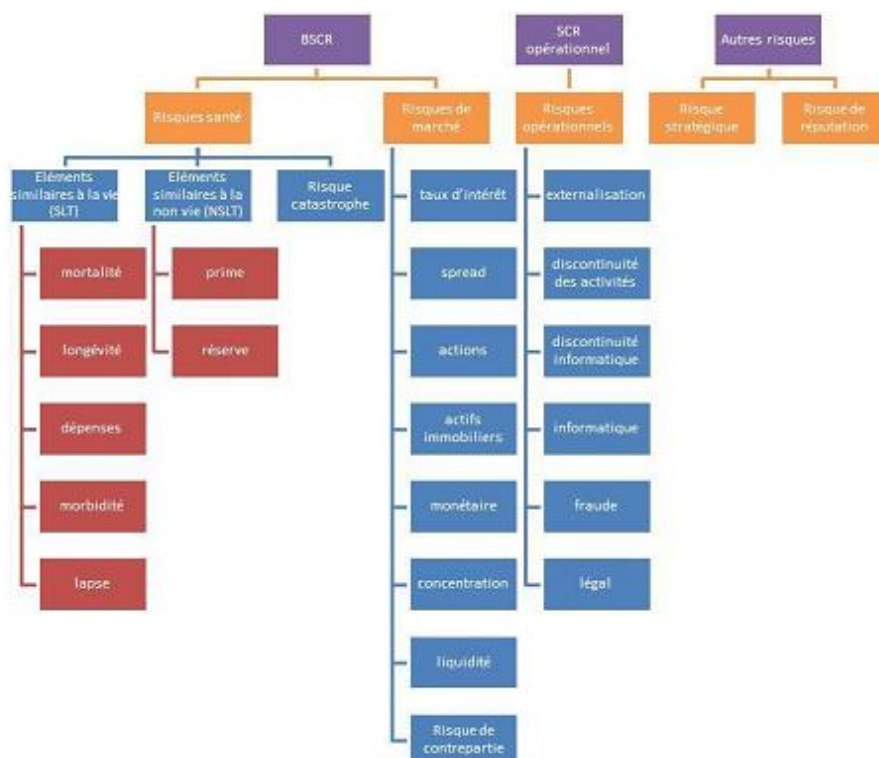 BSCR
SCR
opérationnel
Autres risques
Risques santé
Risques de
marché
Risques
opérationnels
Risque
stratégique
Risque de
réputation
Eléments
similaires à la vie
(SLT)
Eléments
similaires à la
non vie (NSLT)
Risque
catastrophe
taux d'intérêt
externalisation
mortalité
prime
spread
discontinuité
des activités
longévité
réserve
actions
discontinuité
informatique
dépenses
actifs
immobiliers
informatique
morbidité
monétaire
fraude
lapse
concentration
légal
liquidité
Risque de
contrepartie